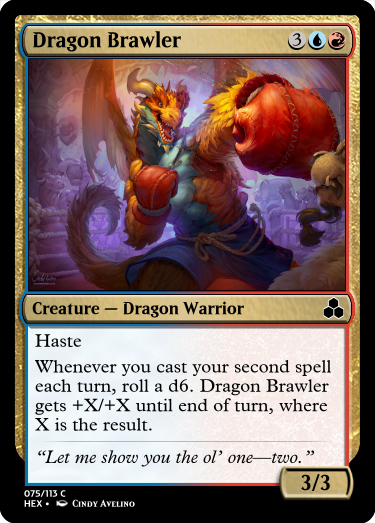 Dragon Brawler 3
Creature — Dragon Warrior
Haste
Whenever you cast your second spell
each turn, roll a d6. Dragon Brawler
gets +X/+X until end of turn, where
X is the result.
“Let me show you the ol’ one—two.”
3/3
075/113 C
HEX • Cindy Avelino